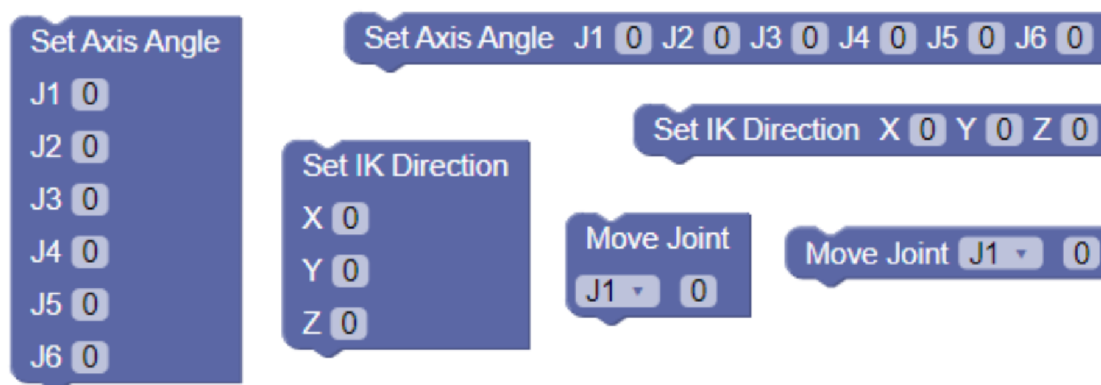 Set Axis Angle
J1 0
J2 0
J3 0
J4 0
J5 0
J6 0
Set Axis Angle J1 0 J2 0 J3 0 J4 0 J5 0 J6 0
Set IK Direction X 0 Y 0 Z 0
Set IK Direction
X 0
Y 0
Z 0
Move Joint
J1 0
Move Joint J1 0